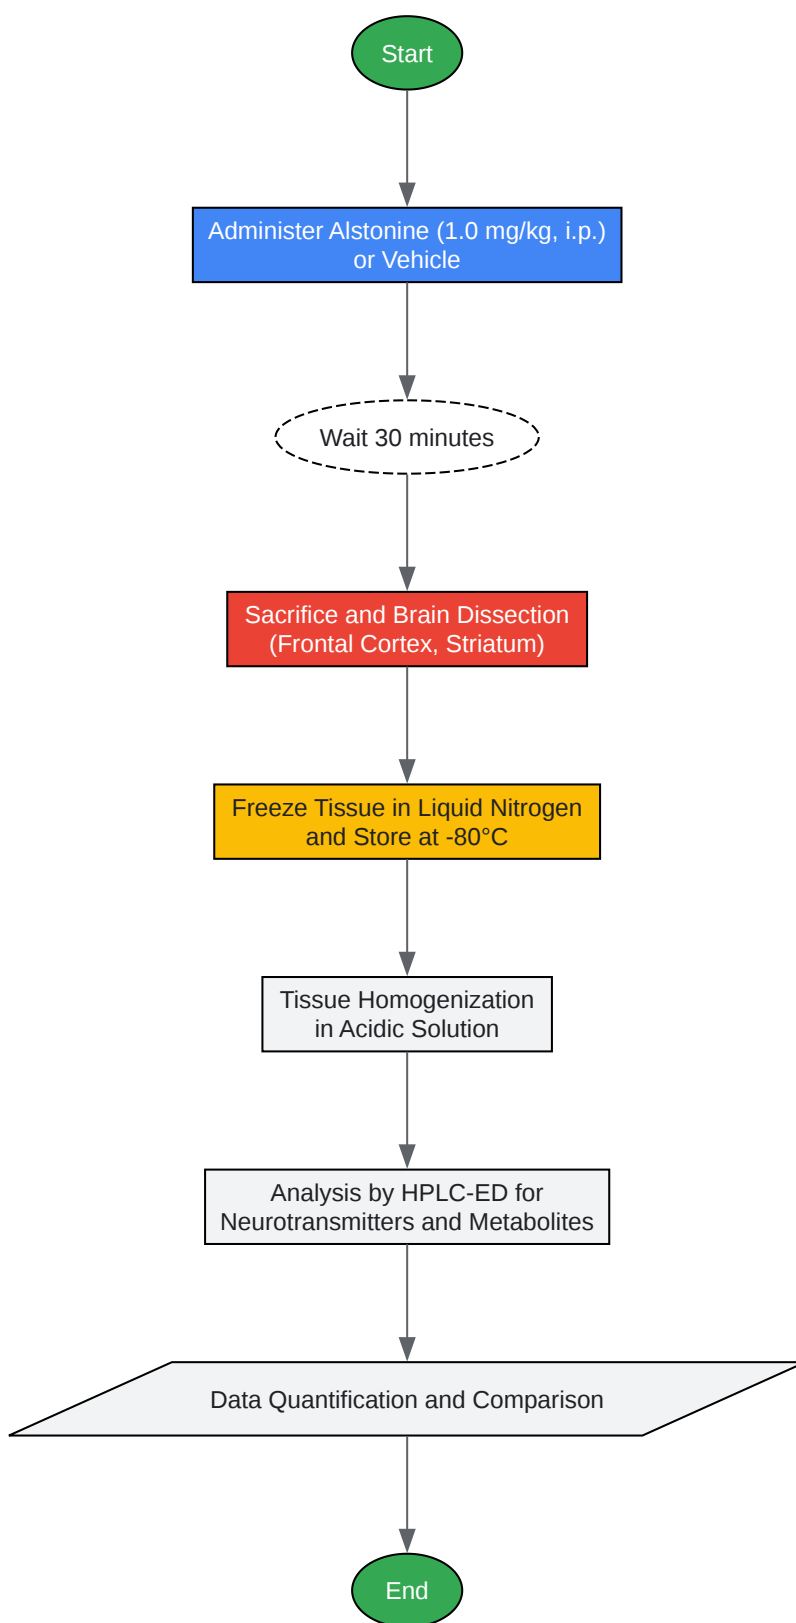 Start
Administer Alstonine (1.0 mg/kg, i.p.)
or Vehicle
Wait 30 minutes
Sacrifice and Brain Dissection
(Frontal Cortex, Striatum)
Freeze Tissue in Liquid Nitrogen
and Store at -80°C
Tissue Homogenization
in Acidic Solution
Analysis by HPLC-ED for
Neurotransmitters and Metabolites
Data Quantification and Comparison
End